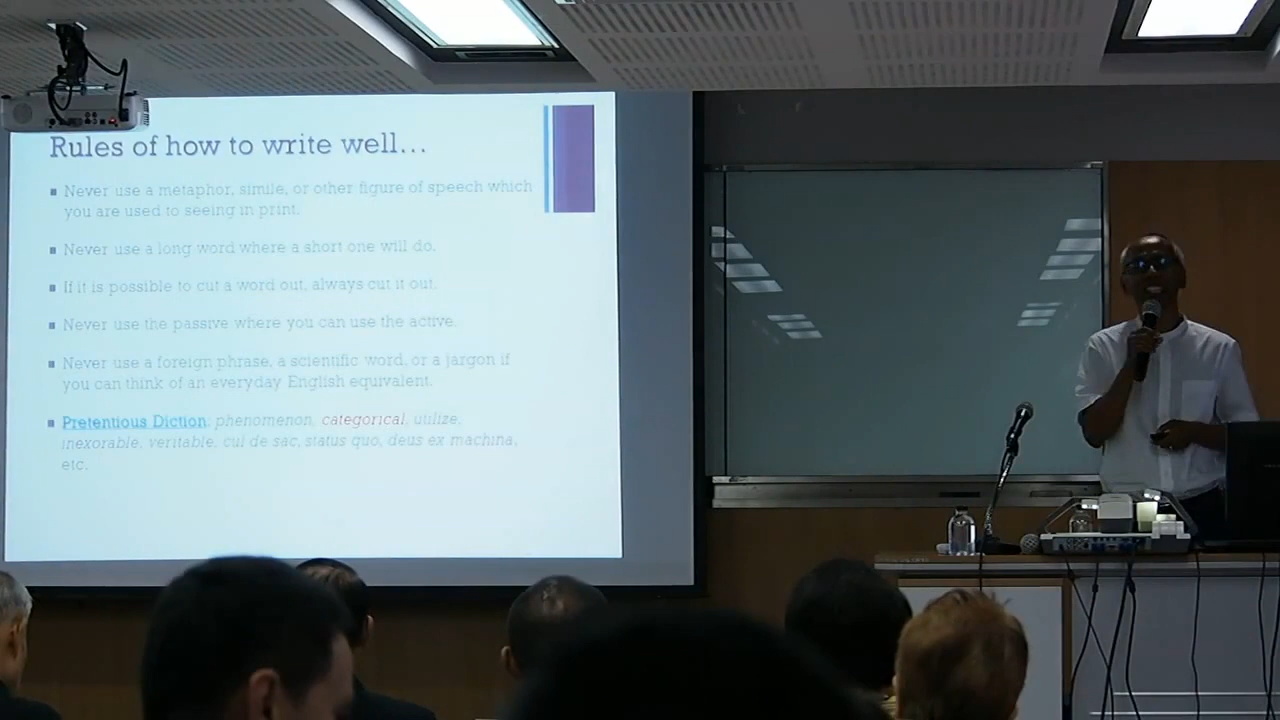 Rules of how to write well...
Never use a metaphor, simile, or other figure of speech which
you are used to seeing in print.
Never use a long word where a short one will do.
If it is possible to cut a word out, always cut it out.
Never use the passive where you can use the active.
Never use a foreign phrase, a scientific word, or a jargon if
you can think of an everyday English equivalent.
Pretentious Diction: phenomenon, categorical, utilize,
inexorable, veritable, cul de sac, status quo, deus ex machina,
etc.